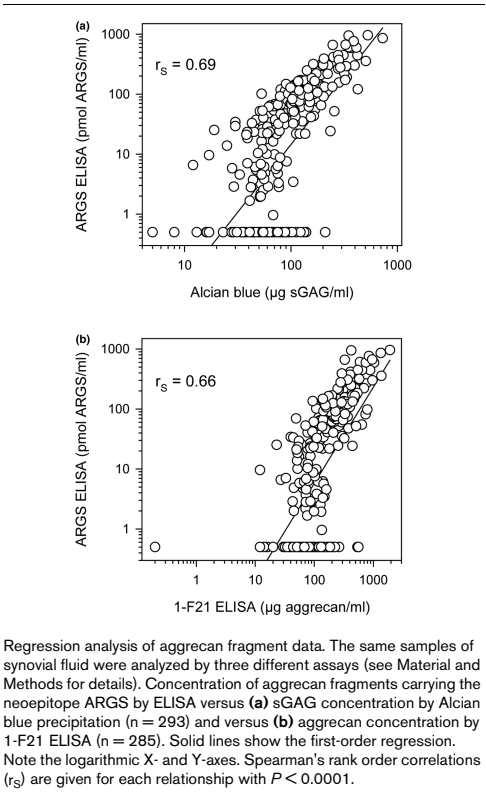 (a)
1000
100
10
1
r_S = 0.69
ARGS ELISA (pmol ARGS/ml)
10 100 1000
Alcian blue (µg sGAG/ml)
(b)
1000
100
10
1
r_S = 0.66
ARGS ELISA (pmol ARGS/ml)
1 10 100 1000
1-F21 ELISA (µg aggrecan/ml)
Regression analysis of aggrecan fragment data. The same samples of
synovial fluid were analyzed by three different assays (see Material and
Methods for details). Concentration of aggrecan fragments carrying the
neoepitope ARGS by ELISA versus (a) sGAG concentration by Alcian
blue precipitation (n = 293) and versus (b) aggrecan concentration by
1-F21 ELISA (n = 285). Solid lines show the first-order regression.
Note the logarithmic X- and Y-axes. Spearman's rank order correlations
(r_S) are given for each relationship with P < 0.0001.